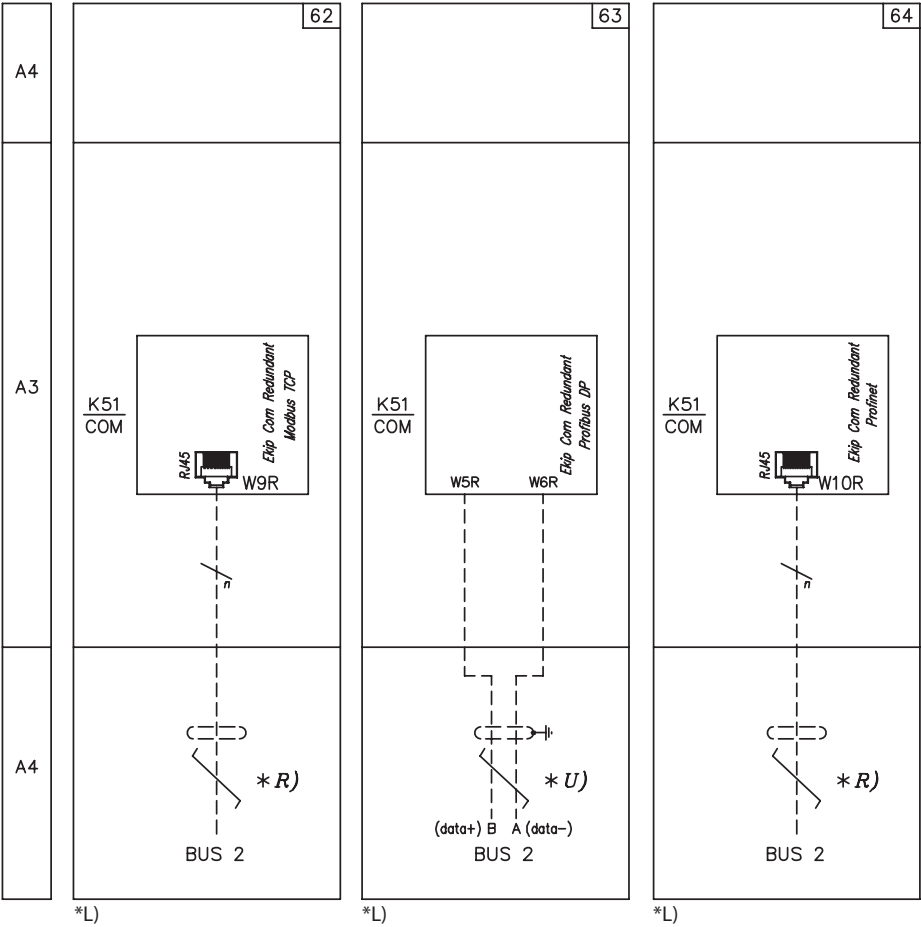 A4
A3
A4
62
K51
COM
Ekip Com Redundant
Modbus TCP
RJ45
W9R
n
*R)
BUS 2
*L)
63
K51
COM
Ekip Com Redundant
Profibus DP
W5R W6R
*U)
(data+) B A (data-)
BUS 2
*L)
64
K51
COM
Ekip Com Redundant
Profinet
RJ45
W10R
n
*R)
BUS 2
*L)